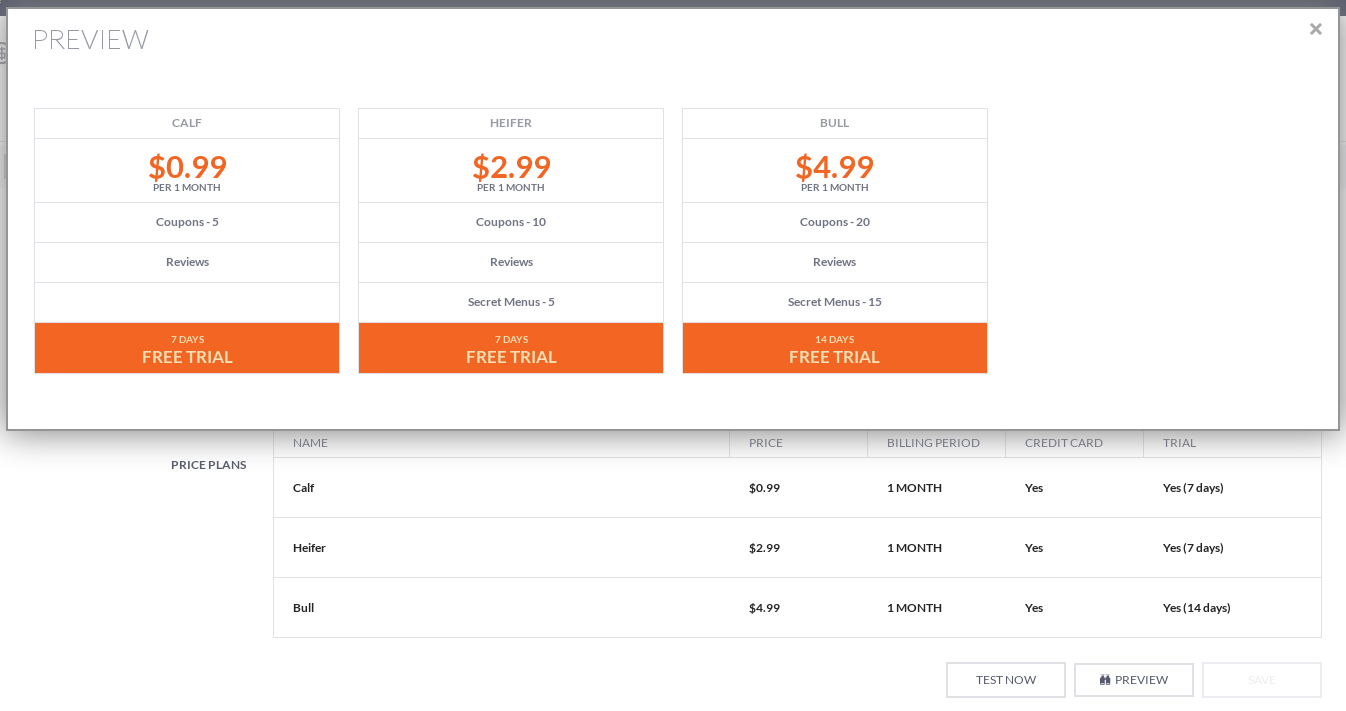 PREVIEW
×
CALF
$0.99
PER 1 MONTH
Coupons - 5
Reviews
7 DAYS
FREE TRIAL
HEIFER
$2.99
PER 1 MONTH
Coupons - 10
Reviews
Secret Menus - 5
7 DAYS
FREE TRIAL
BULL
$4.99
PER 1 MONTH
Coupons - 20
Reviews
Secret Menus - 15
14 DAYS
FREE TRIAL
PRICE PLANS
NAME PRICE BILLING PERIOD CREDIT CARD TRIAL
Calf $0.99 1 MONTH Yes Yes (7 days)
Heifer $2.99 1 MONTH Yes Yes (7 days)
Bull $4.99 1 MONTH Yes Yes (14 days)
TEST NOW PREVIEW SAVE